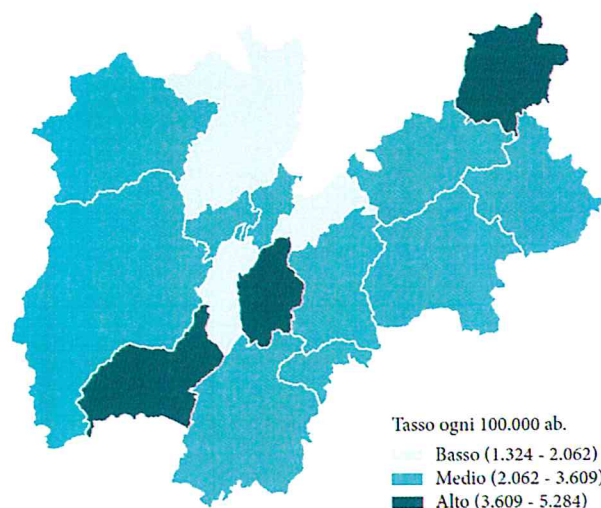 Tasso ogni 100.000 ab.
Basso (1.324 - 2.062)
Medio (2.062 - 3.609)
Alto (3.609 - 5.284)